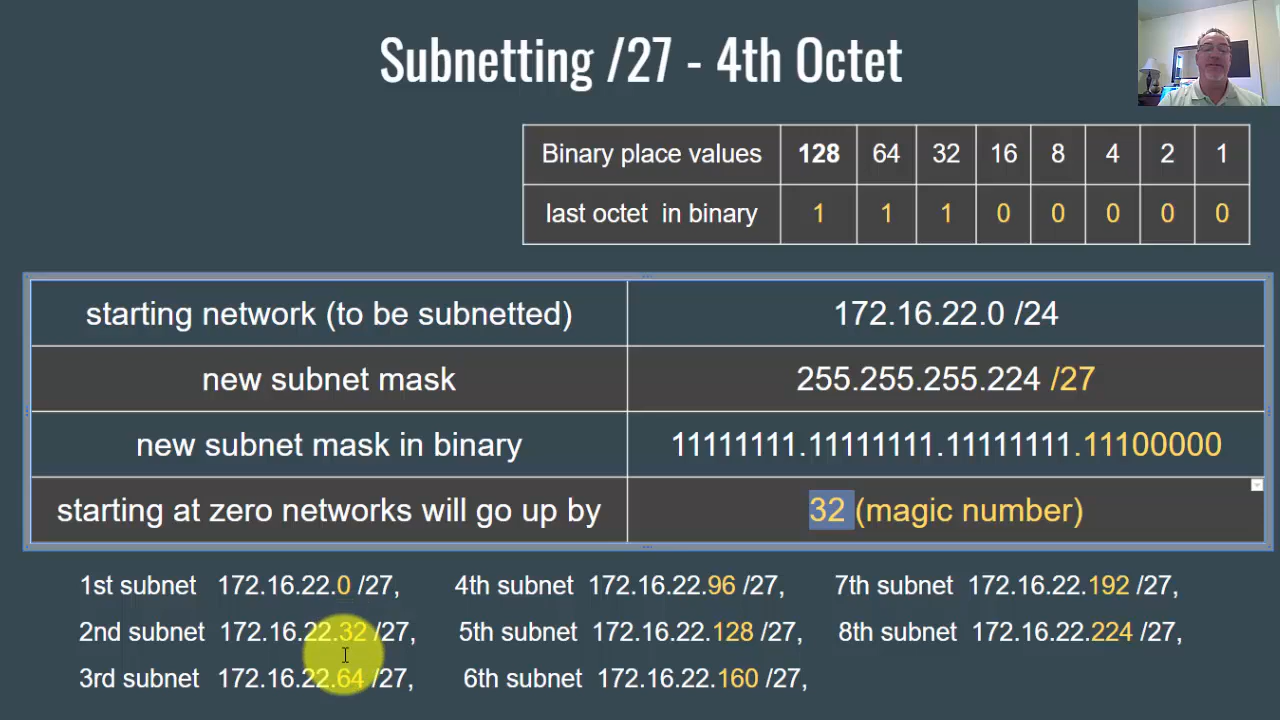 Subnetting /27 - 4th Octet
Binary place values 128 64 32 16 8 4 2 1
last octet in binary 1 1 1 0 0 0 0 0
starting network (to be subnetted) 172.16.22.0 /24
new subnet mask 255.255.255.224 /27
new subnet mask in binary 11111111.11111111.11111111.11100000
starting at zero networks will go up by 32 (magic number)
1st subnet 172.16.22.0 /27, 4th subnet 172.16.22.96 /27, 7th subnet 172.16.22.192 /27,
2nd subnet 172.16.22.32 /27, 5th subnet 172.16.22.128 /27, 8th subnet 172.16.22.224 /27,
3rd subnet 172.16.22.64 /27, 6th subnet 172.16.22.160 /27,